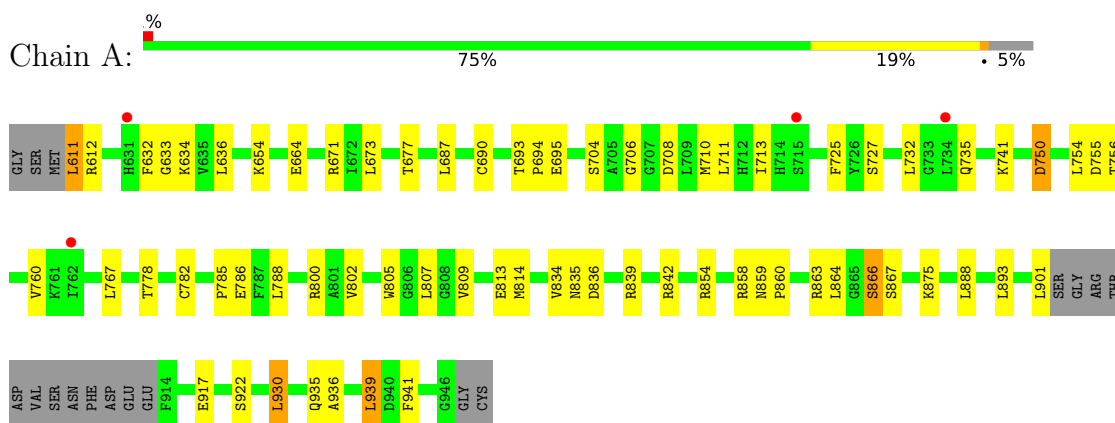 .%
Chain A:
75% 19% • 5%
GLY SER MET L611 R612 H631 F632 G633 K634 V635 L636 K654 E664 R671 I672 L673 T677 L687 C690 T693 P694 E695 S704 A705 G706 G707 D708 L709 M710 L711 H712 I713 H714 S715 F725 Y726 S727 L732 G733 L734 Q735 K741 D750 L754 D755 T756
V760 K761 I762 L767 T778 C782 P785 E786 F787 L788 R800 A801 V802 W805 G806 L807 G808 V809 E813 M814 V834 N835 D836 R839 R842 R854 R858 N859 P860 R863 L864 G865 S866 S867 K875 L888 L893 L901 SER GLY ARG THR
ASP VAL SER ASN PHE ASP GLU GLU F914 E917 S922 L930 Q935 A936 L939 D940 F941 G946 GLY CYS